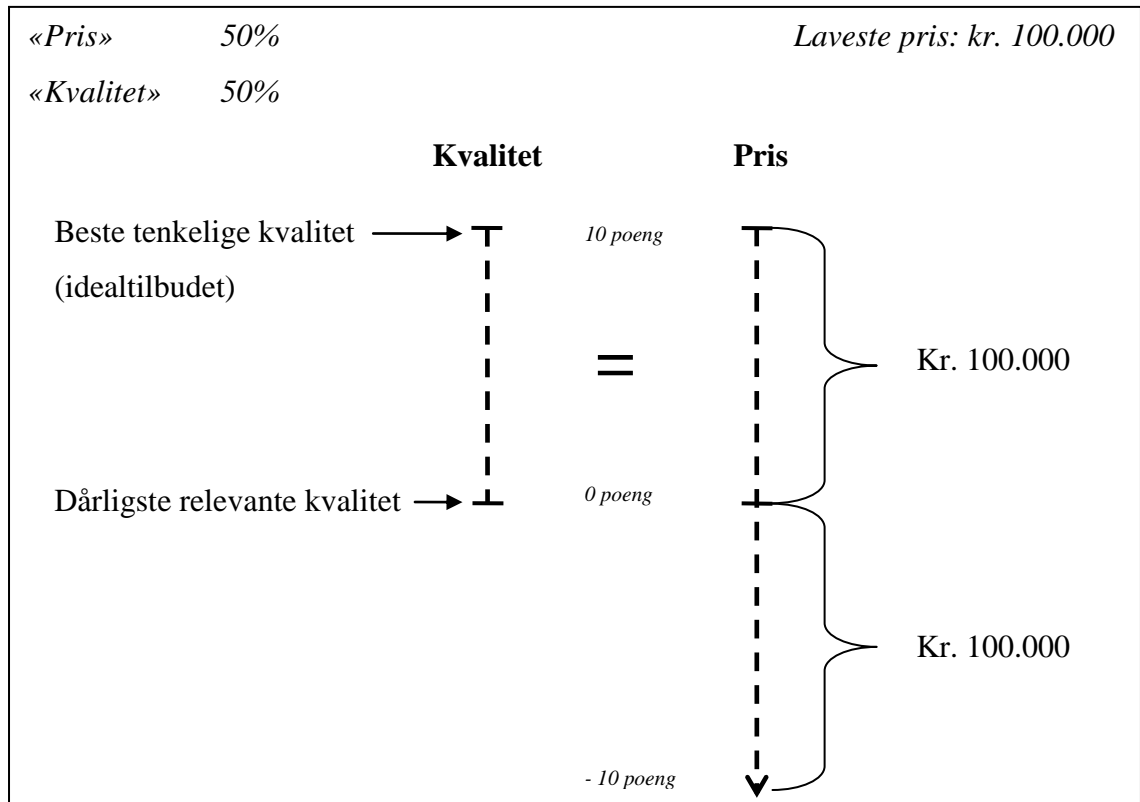 «Pris» 50% Laveste pris: kr. 100.000
«Kvalitet» 50%
Kvalitet Pris
Beste tenkelige kvalitet 10 poeng
(idealtilbudet)
= Kr. 100.000
Dårligste relevante kvalitet 0 poeng
Kr. 100.000
- 10 poeng